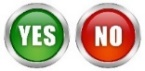 YES NO